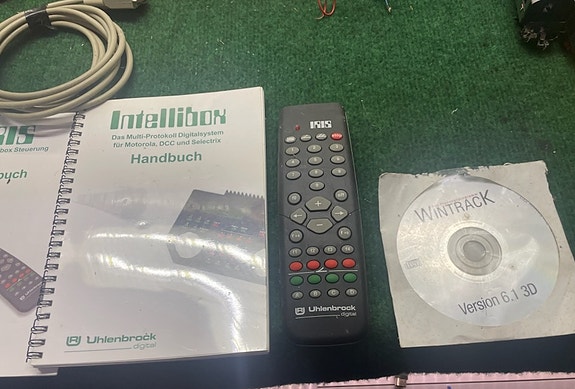 IRIS
box Steuerung
buch
Intellibox
Das Multi-Protokoll Digitalsystem
für Motorola, DCC und Selectrix
Handbuch
Uhlenbrock
digital
IRIS
+
-
A
B
C
D
Uhlenbrock
digital
WINTRACK
Version 6.1 3D